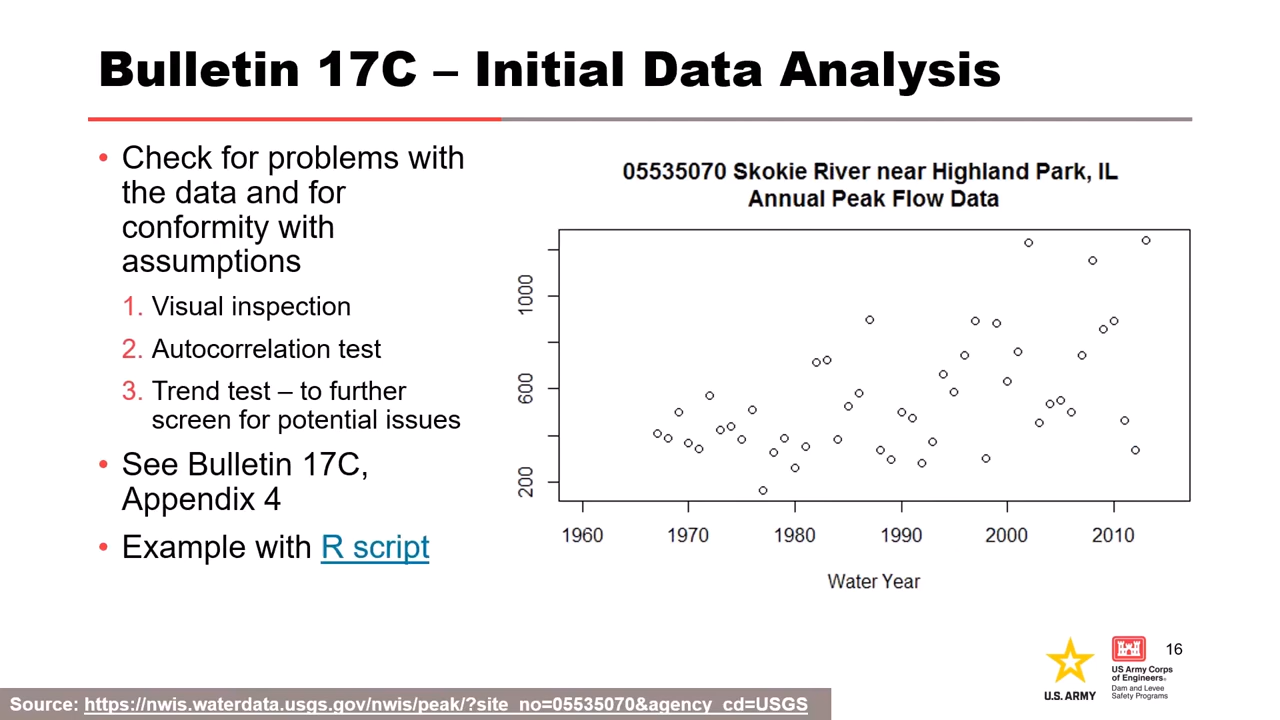 Bulletin 17C – Initial Data Analysis
• Check for problems with
the data and for
conformity with
assumptions
1. Visual inspection
2. Autocorrelation test
3. Trend test – to further
screen for potential issues
• See Bulletin 17C,
Appendix 4
• Example with R script
05535070 Skokie River near Highland Park, IL
Annual Peak Flow Data
1000
600
200
1960 1970 1980 1990 2000 2010
Water Year
16
U.S. ARMY
US Army Corps
of Engineers®
Dam and Levee
Safety Programs
Source: https://nwis.waterdata.usgs.gov/nwis/peak/?site_no=05535070&agency_cd=USGS